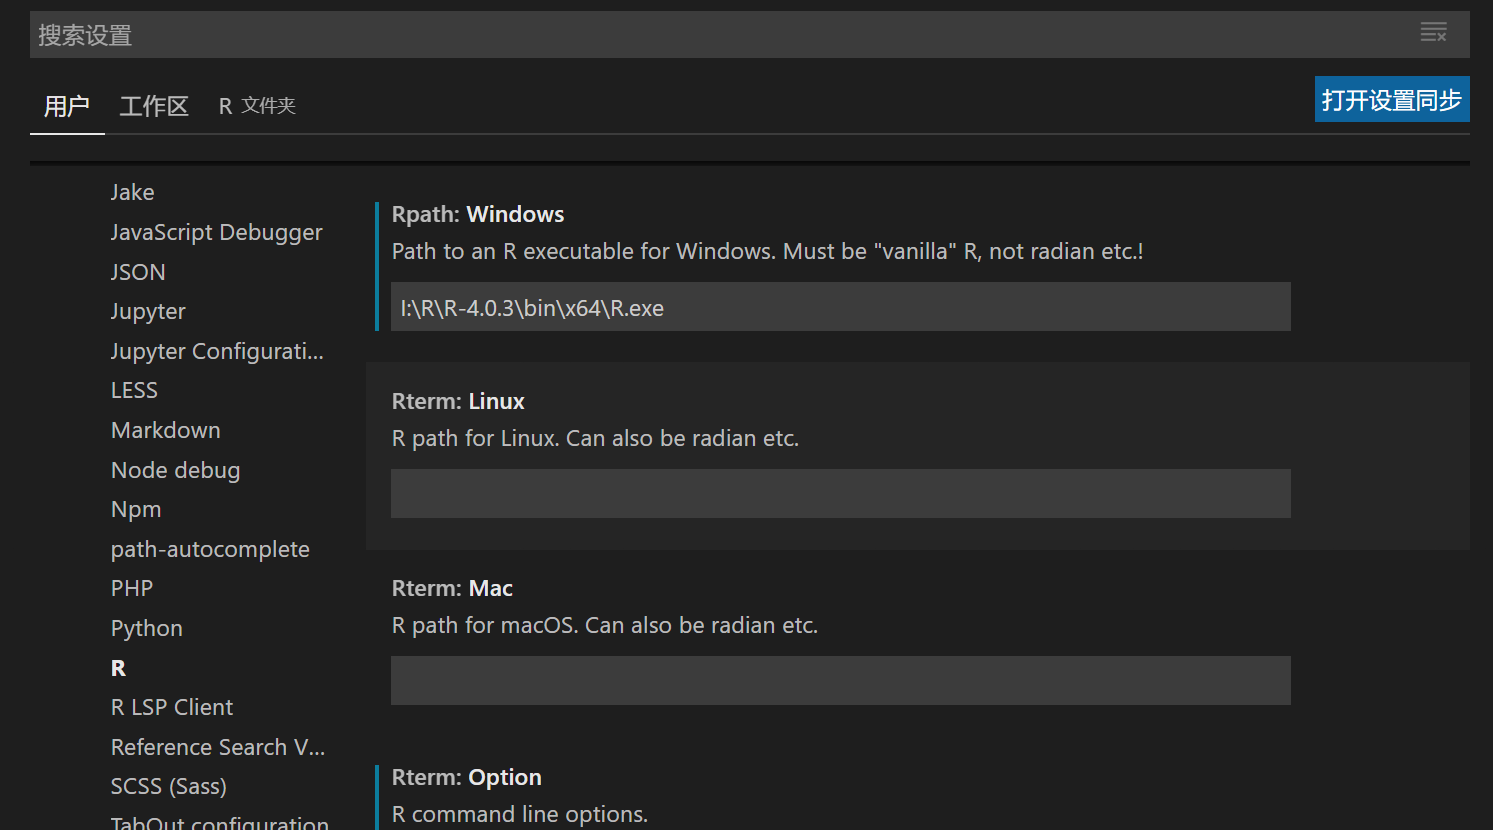 搜索设置
用户 工作区 R 文件夹
打开设置同步
Jake
JavaScript Debugger
JSON
Jupyter
Jupyter Configurati...
LESS
Markdown
Node debug
Npm
path-autocomplete
PHP
Python
R
R LSP Client
Reference Search V...
SCSS (Sass)
TabOut configuration
Rpath: Windows
Path to an R executable for Windows. Must be "vanilla" R, not radian etc.!
I:\R\R-4.0.3\bin\x64\R.exe
Rterm: Linux
R path for Linux. Can also be radian etc.
Rterm: Mac
R path for macOS. Can also be radian etc.
Rterm: Option
R command line options.